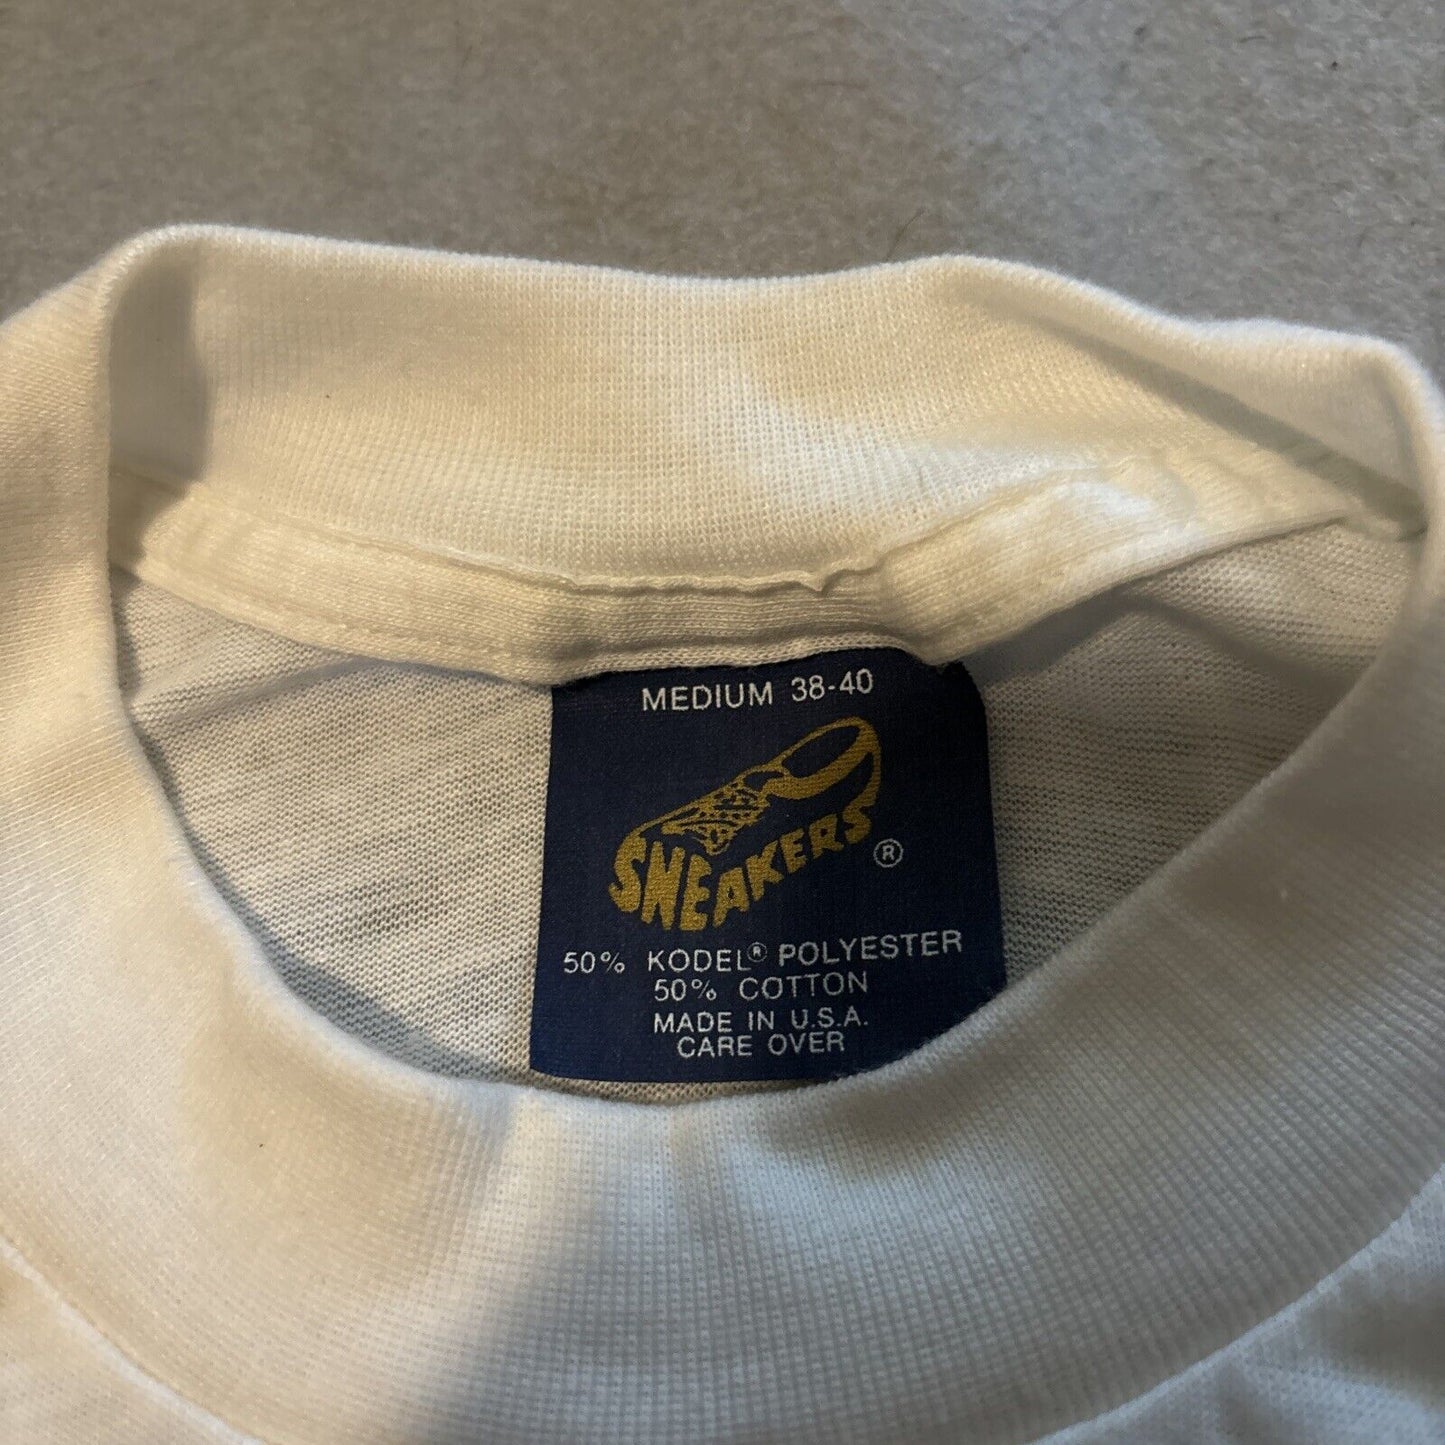 MEDIUM 38-40
SNEAKERS ®
50% KODEL® POLYESTER
50% COTTON
MADE IN U.S.A.
CARE OVER